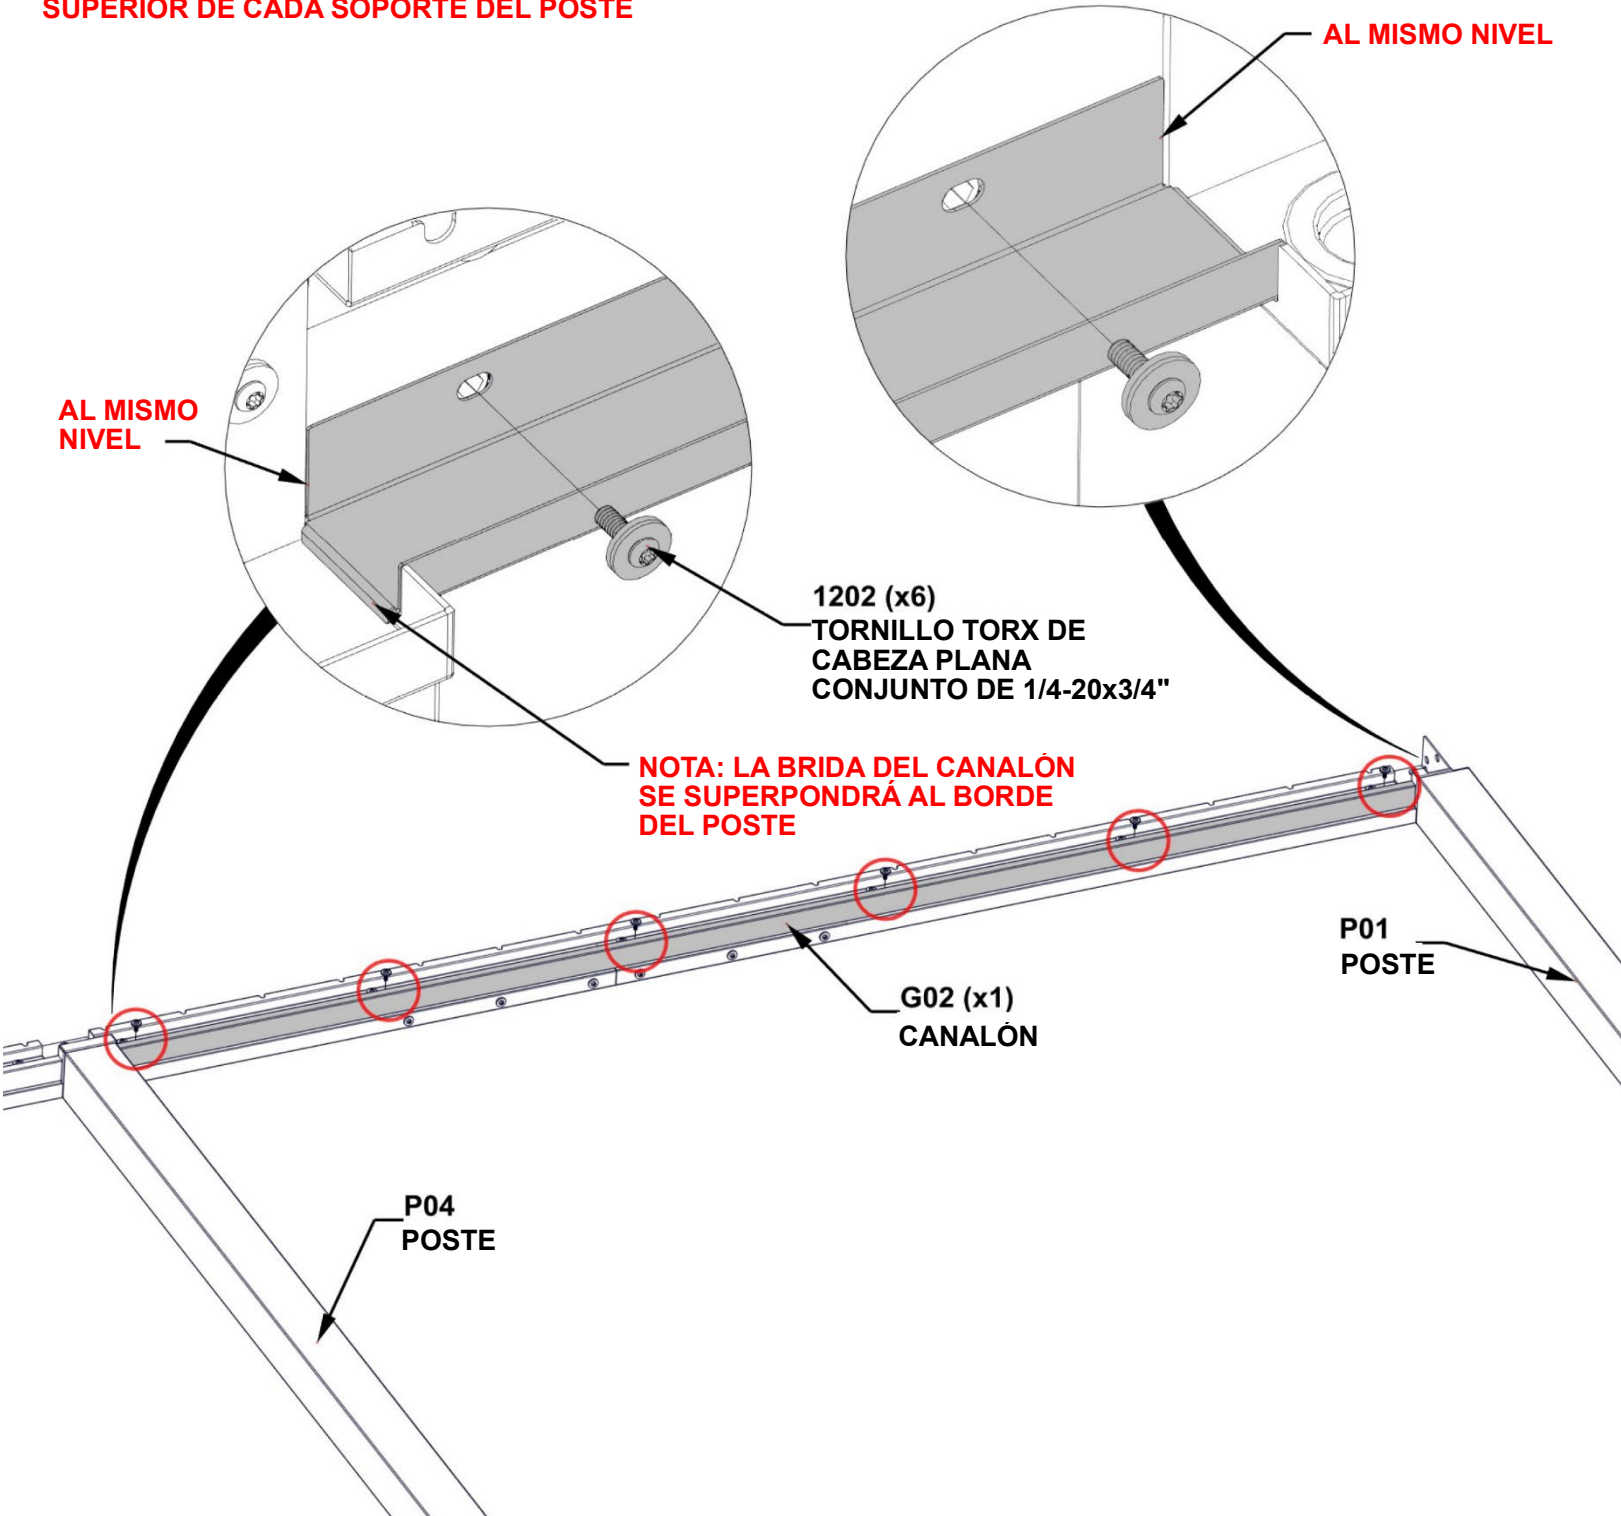 SUPERIOR DE CADA SOPORTE DEL POSTE
AL MISMO NIVEL
AL MISMO
NIVEL
1202 (x6)
TORNILLO TORX DE
CABEZA PLANA
CONJUNTO DE 1/4-20x3/4"
NOTA: LA BRIDA DEL CANALÓN
SE SUPERPONDRÁ AL BORDE
DEL POSTE
P01
POSTE
G02 (x1)
CANALÓN
P04
POSTE